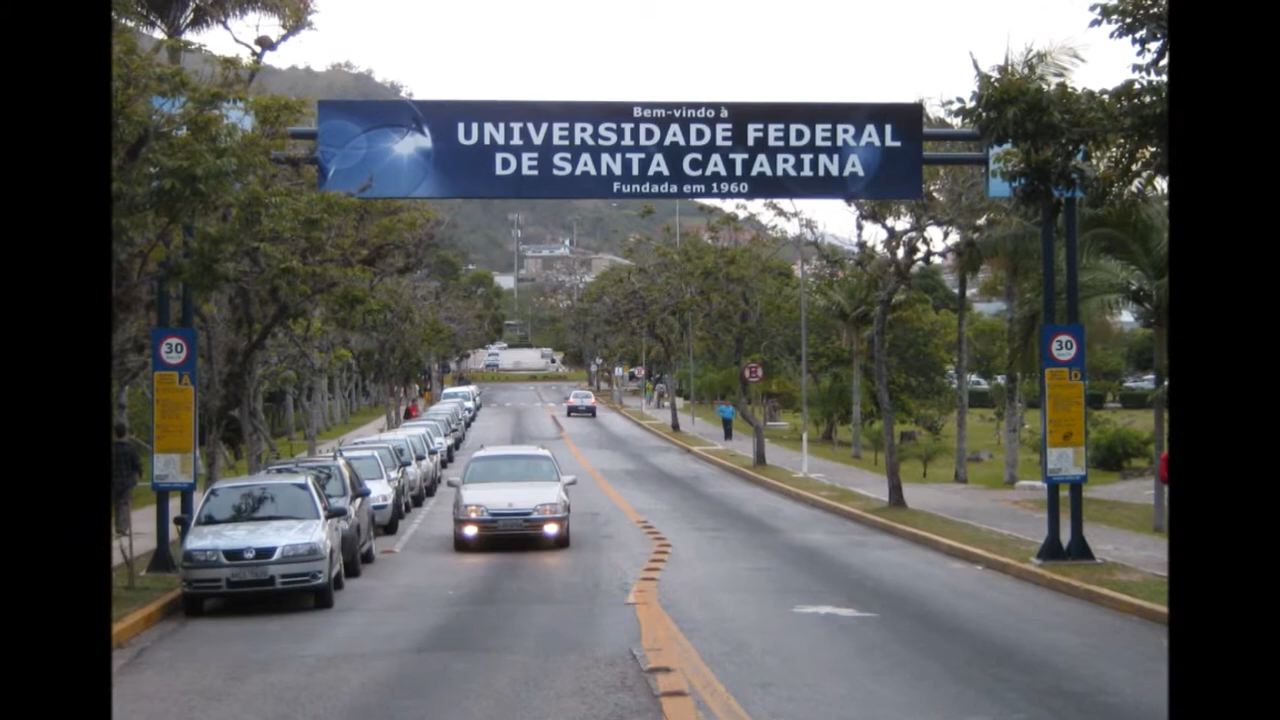 Bem-vindo à
UNIVERSIDADE FEDERAL
DE SANTA CATARINA
Fundada em 1960
30
A
30
D